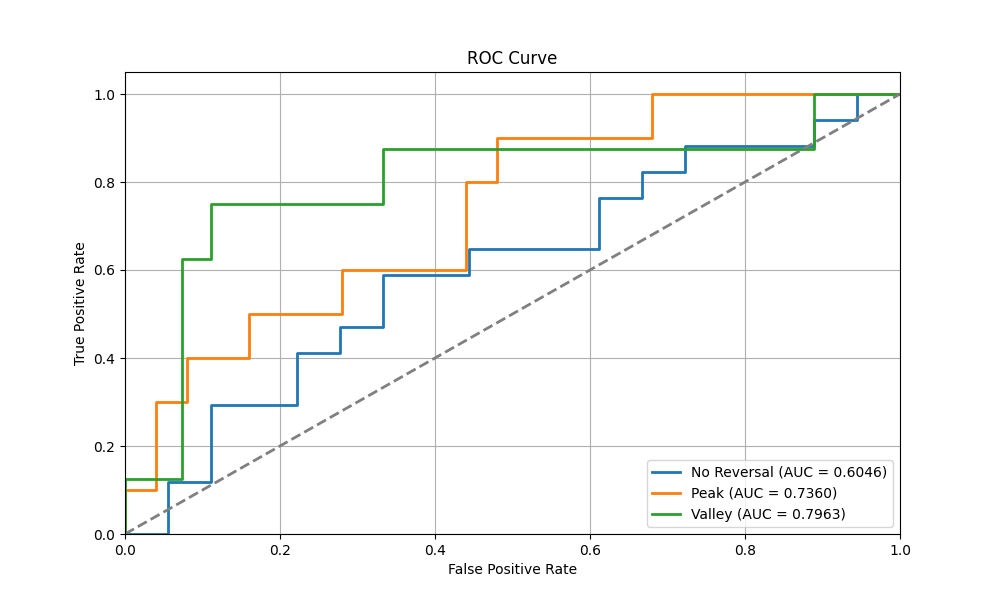 ROC Curve
True Positive Rate
1.0
0.8
0.6
0.4
0.2
0.0
0.0 0.2 0.4 0.6 0.8 1.0
False Positive Rate
No Reversal (AUC = 0.6046)
Peak (AUC = 0.7360)
Valley (AUC = 0.7963)